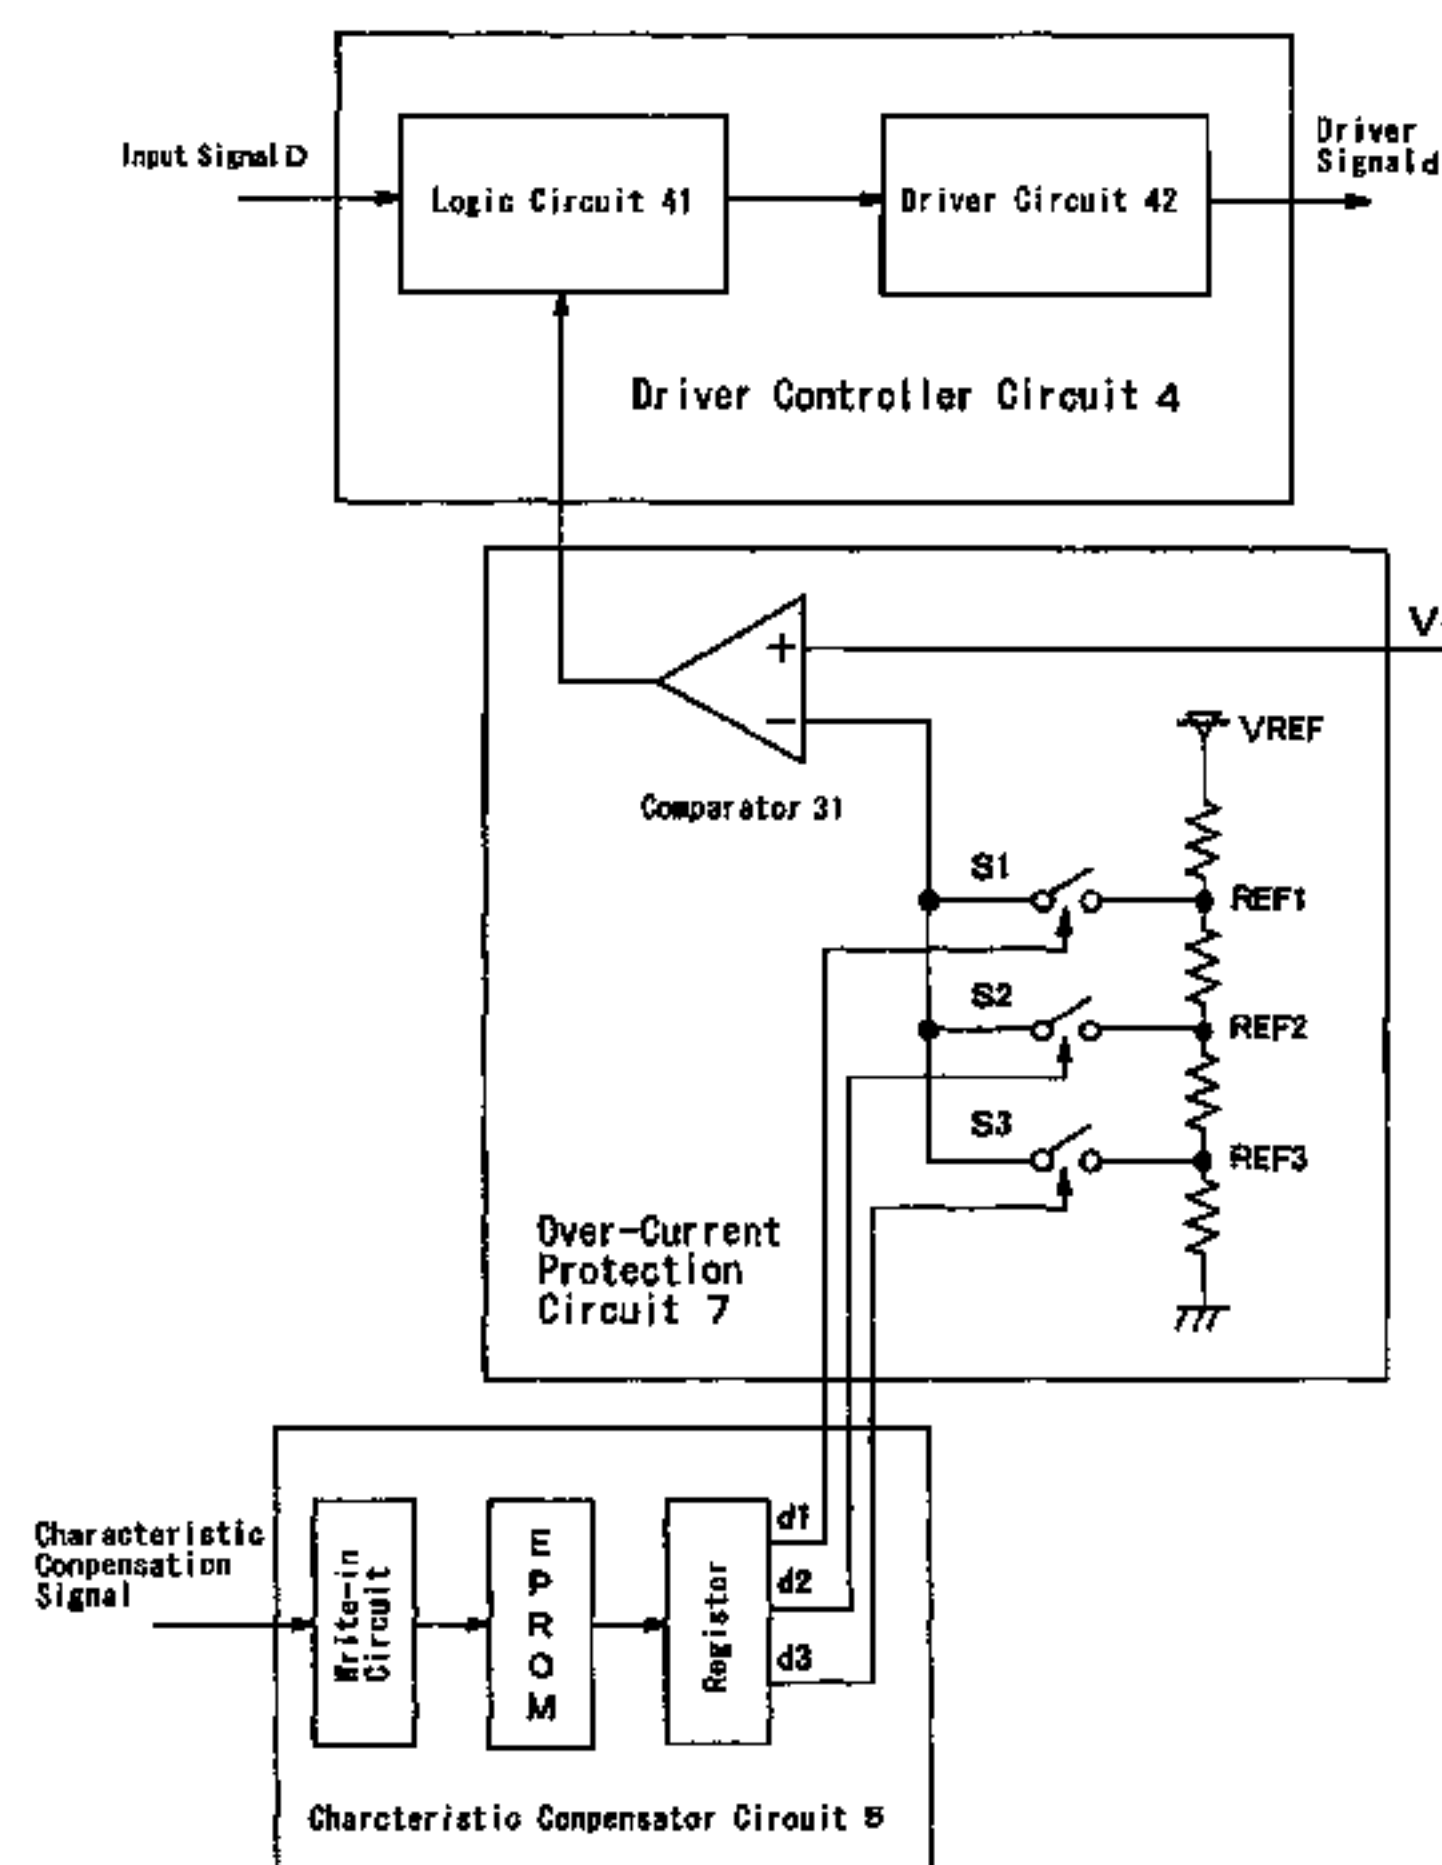 Input Signal D
Driver
Signal d
Logic Circuit 41
Driver Circuit 42
Driver Controller Circuit 4
+
−
VREF
Comparator 31
S1
REF1
S2
REF2
S3
REF3
Over-Current
Protection
Circuit 7
Characteristic
Conpensation
Signal
Write-in
Circuit
EPROM
Register
d1
d2
d3
Charcteristic Conpensator Circuit